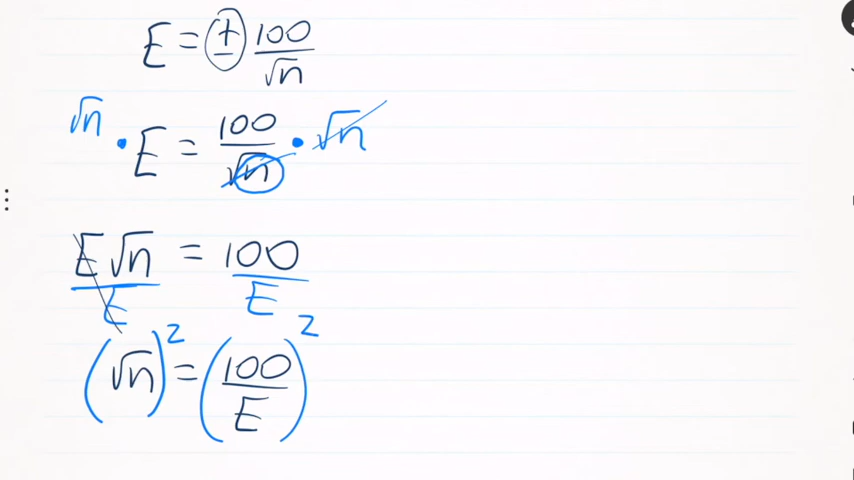 E = ± 100/√n
√n · E = 100/√n · √n
E√n/E = 100/E
(√n)² = (100/E)²